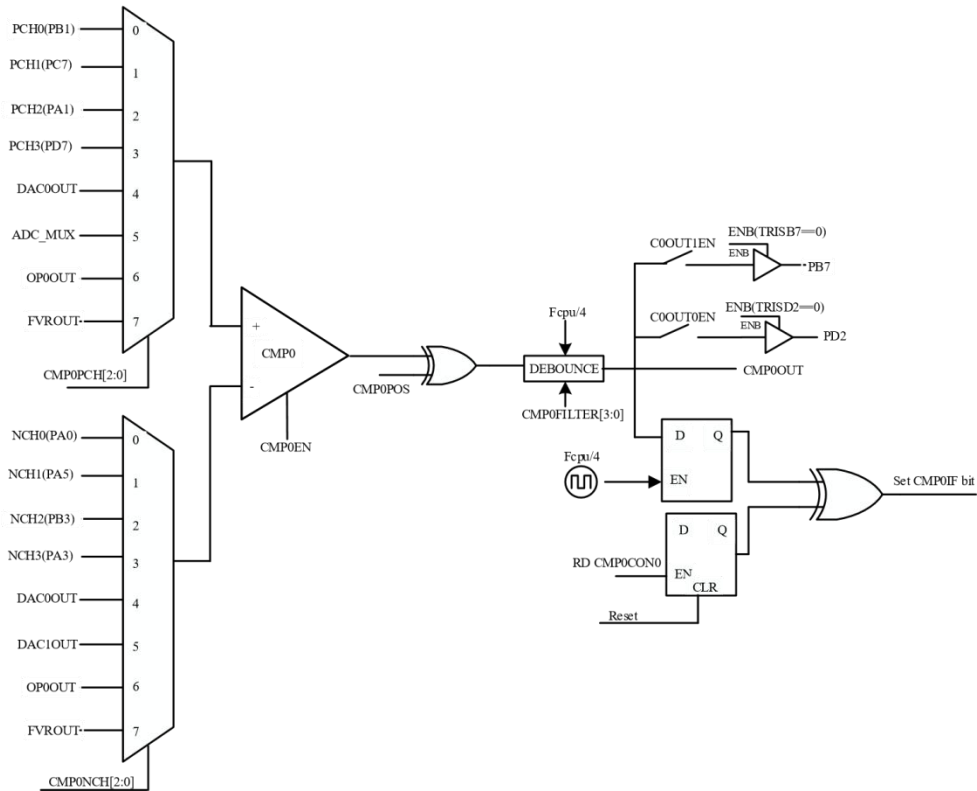 PCH0(PB1)
0
PCH1(PC7)
1
PCH2(PA1)
2
PCH3(PD7)
3
DAC0OUT
4
ADC_MUX
5
OP0OUT
6
FVROUT
7
CMP0PCH[2:0]
NCH0(PA0)
0
NCH1(PA5)
1
NCH2(PB3)
2
NCH3(PA3)
3
DAC0OUT
4
DAC1OUT
5
OP0OUT
6
FVROUT
7
CMP0NCH[2:0]
+
CMP0
-
CMP0EN
CMP0POS
Fcpu/4
DEBOUNCE
CMP0FILTER[3:0]
C0OUT1EN
ENB(TRISB7==0)
ENB
PB7
C0OUT0EN
ENB(TRISD2==0)
ENB
PD2
CMP0OUT
Fcpu/4
D Q
EN
D Q
RD CMP0CON0
EN
CLR
Reset
Set CMP0IF bit